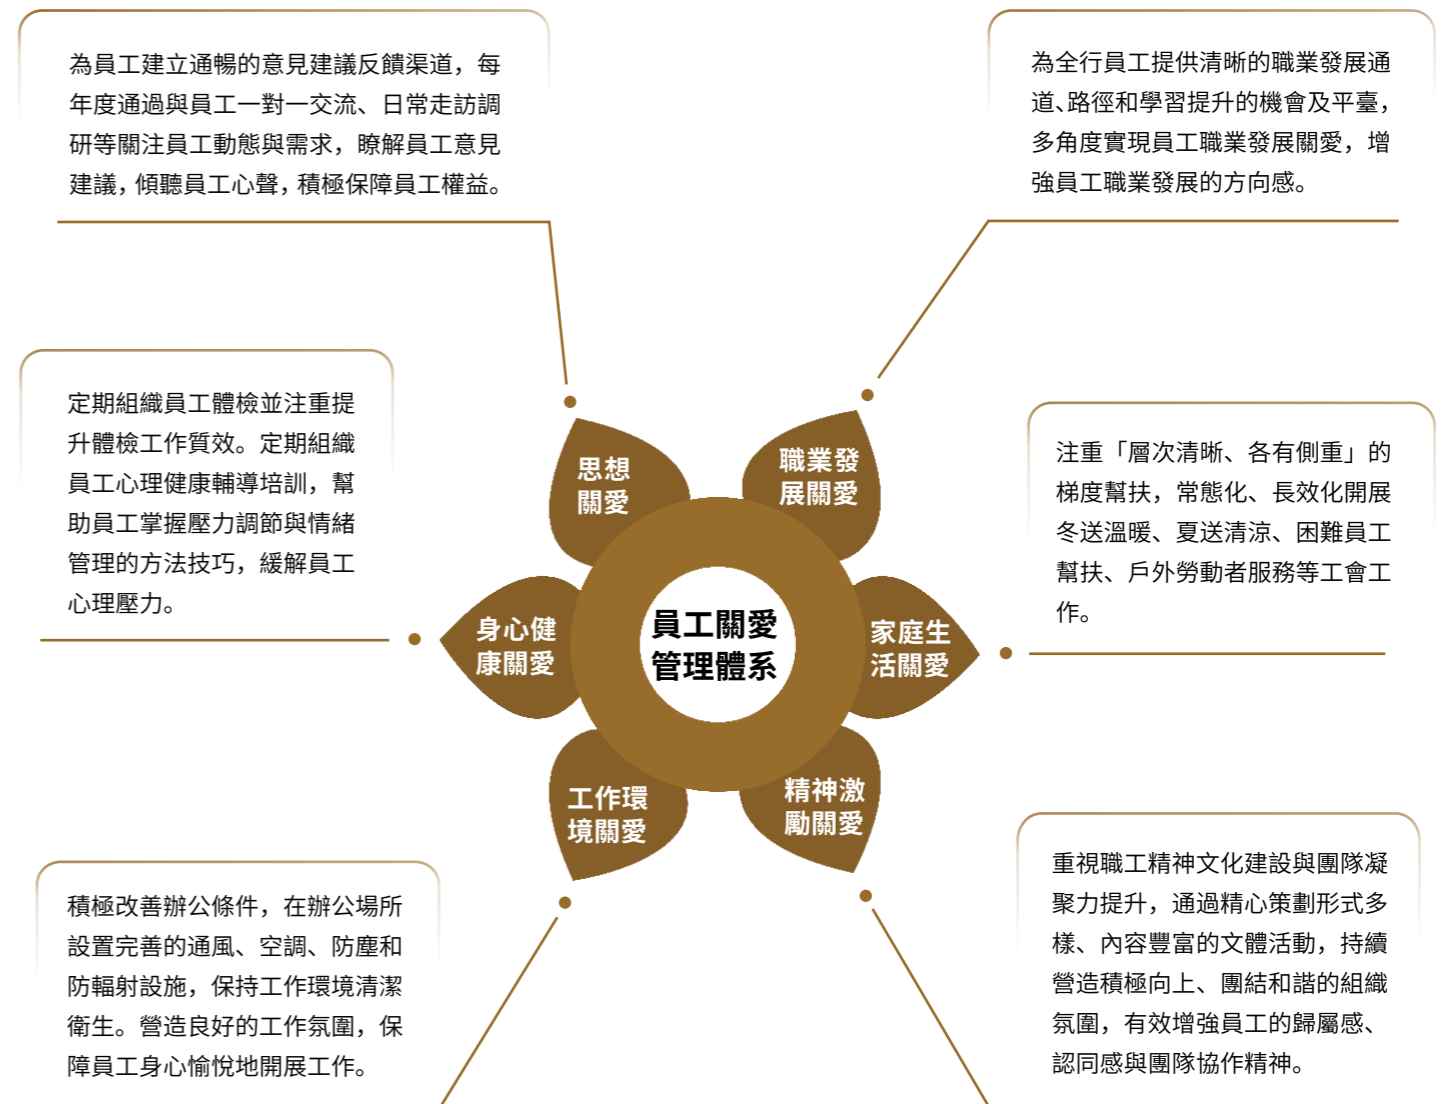 為員工建立通暢的意見建議反饋渠道，每
年度通過與員工一對一交流、日常走訪調
研等關注員工動態與需求，瞭解員工意見
建議，傾聽員工心聲，積極保障員工權益。
為全行員工提供清晰的職業發展通
道、路徑和學習提升的機會及平臺，
多角度實現員工職業發展關愛，增
強員工職業發展的方向感。
定期組織員工體檢並注重提
升體檢工作質效。定期組織
員工心理健康輔導培訓，幫
助員工掌握壓力調節與情緒
管理的方法技巧，緩解員工
心理壓力。
注重「層次清晰、各有側重」的
梯度幫扶，常態化、長效化開展
冬送溫暖、夏送清涼、困難員工
幫扶、戶外勞動者服務等工會工
作。
思想
關愛
職業發
展關愛
身心健
康關愛
員工關愛
管理體系
家庭生
活關愛
工作環
境關愛
精神激
勵關愛
積極改善辦公條件，在辦公場所
設置完善的通風、空調、防塵和
防輻射設施，保持工作環境清潔
衛生。營造良好的工作氛圍，保
障員工身心愉悅地開展工作。
重視職工精神文化建設與團隊凝
聚力提升，通過精心策劃形式多
樣、內容豐富的文體活動，持續
營造積極向上、團結和諧的組織
氛圍，有效增強員工的歸屬感、
認同感與團隊協作精神。